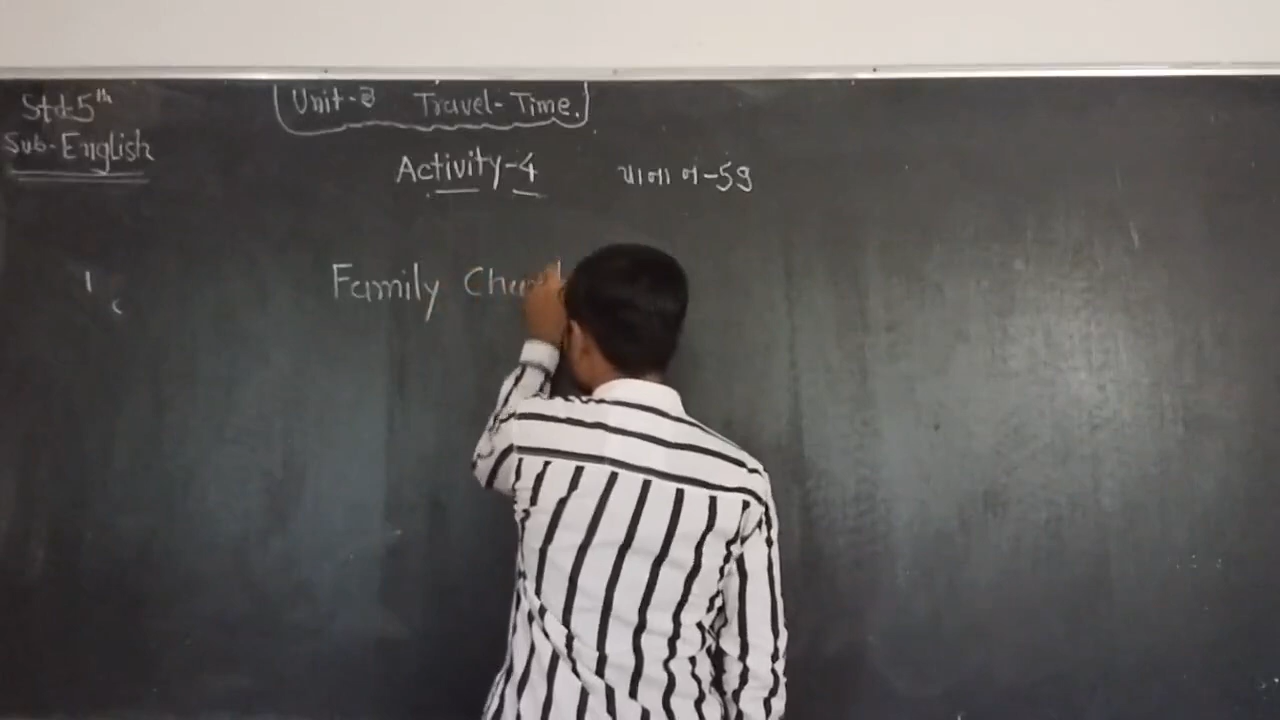 Std-5th
Unit-3 Travel-Time.
Sub-English
Activity-4 પાના નં-59
Family